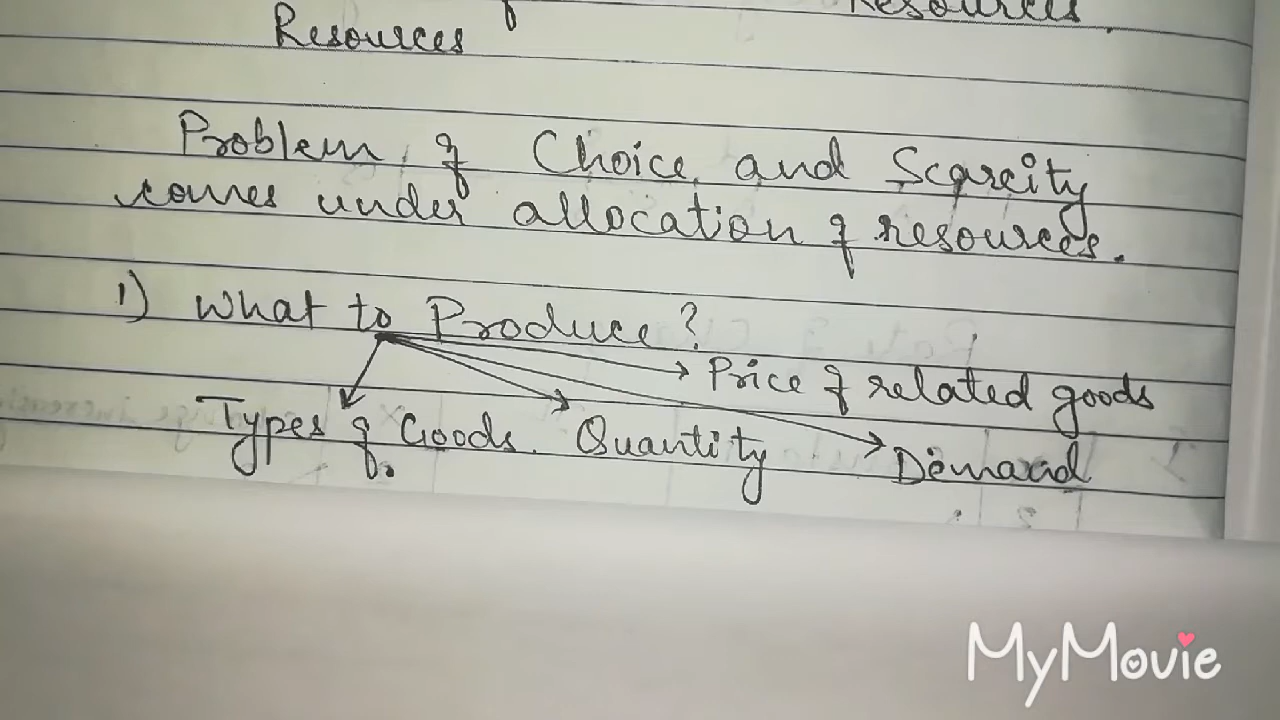 Resources
Resources
Problem of Choice and Scarcity
comes under allocation of resources.
1) What to Produce?
Price of related goods
Types of Goods. Quantity
Demand
MyMovie